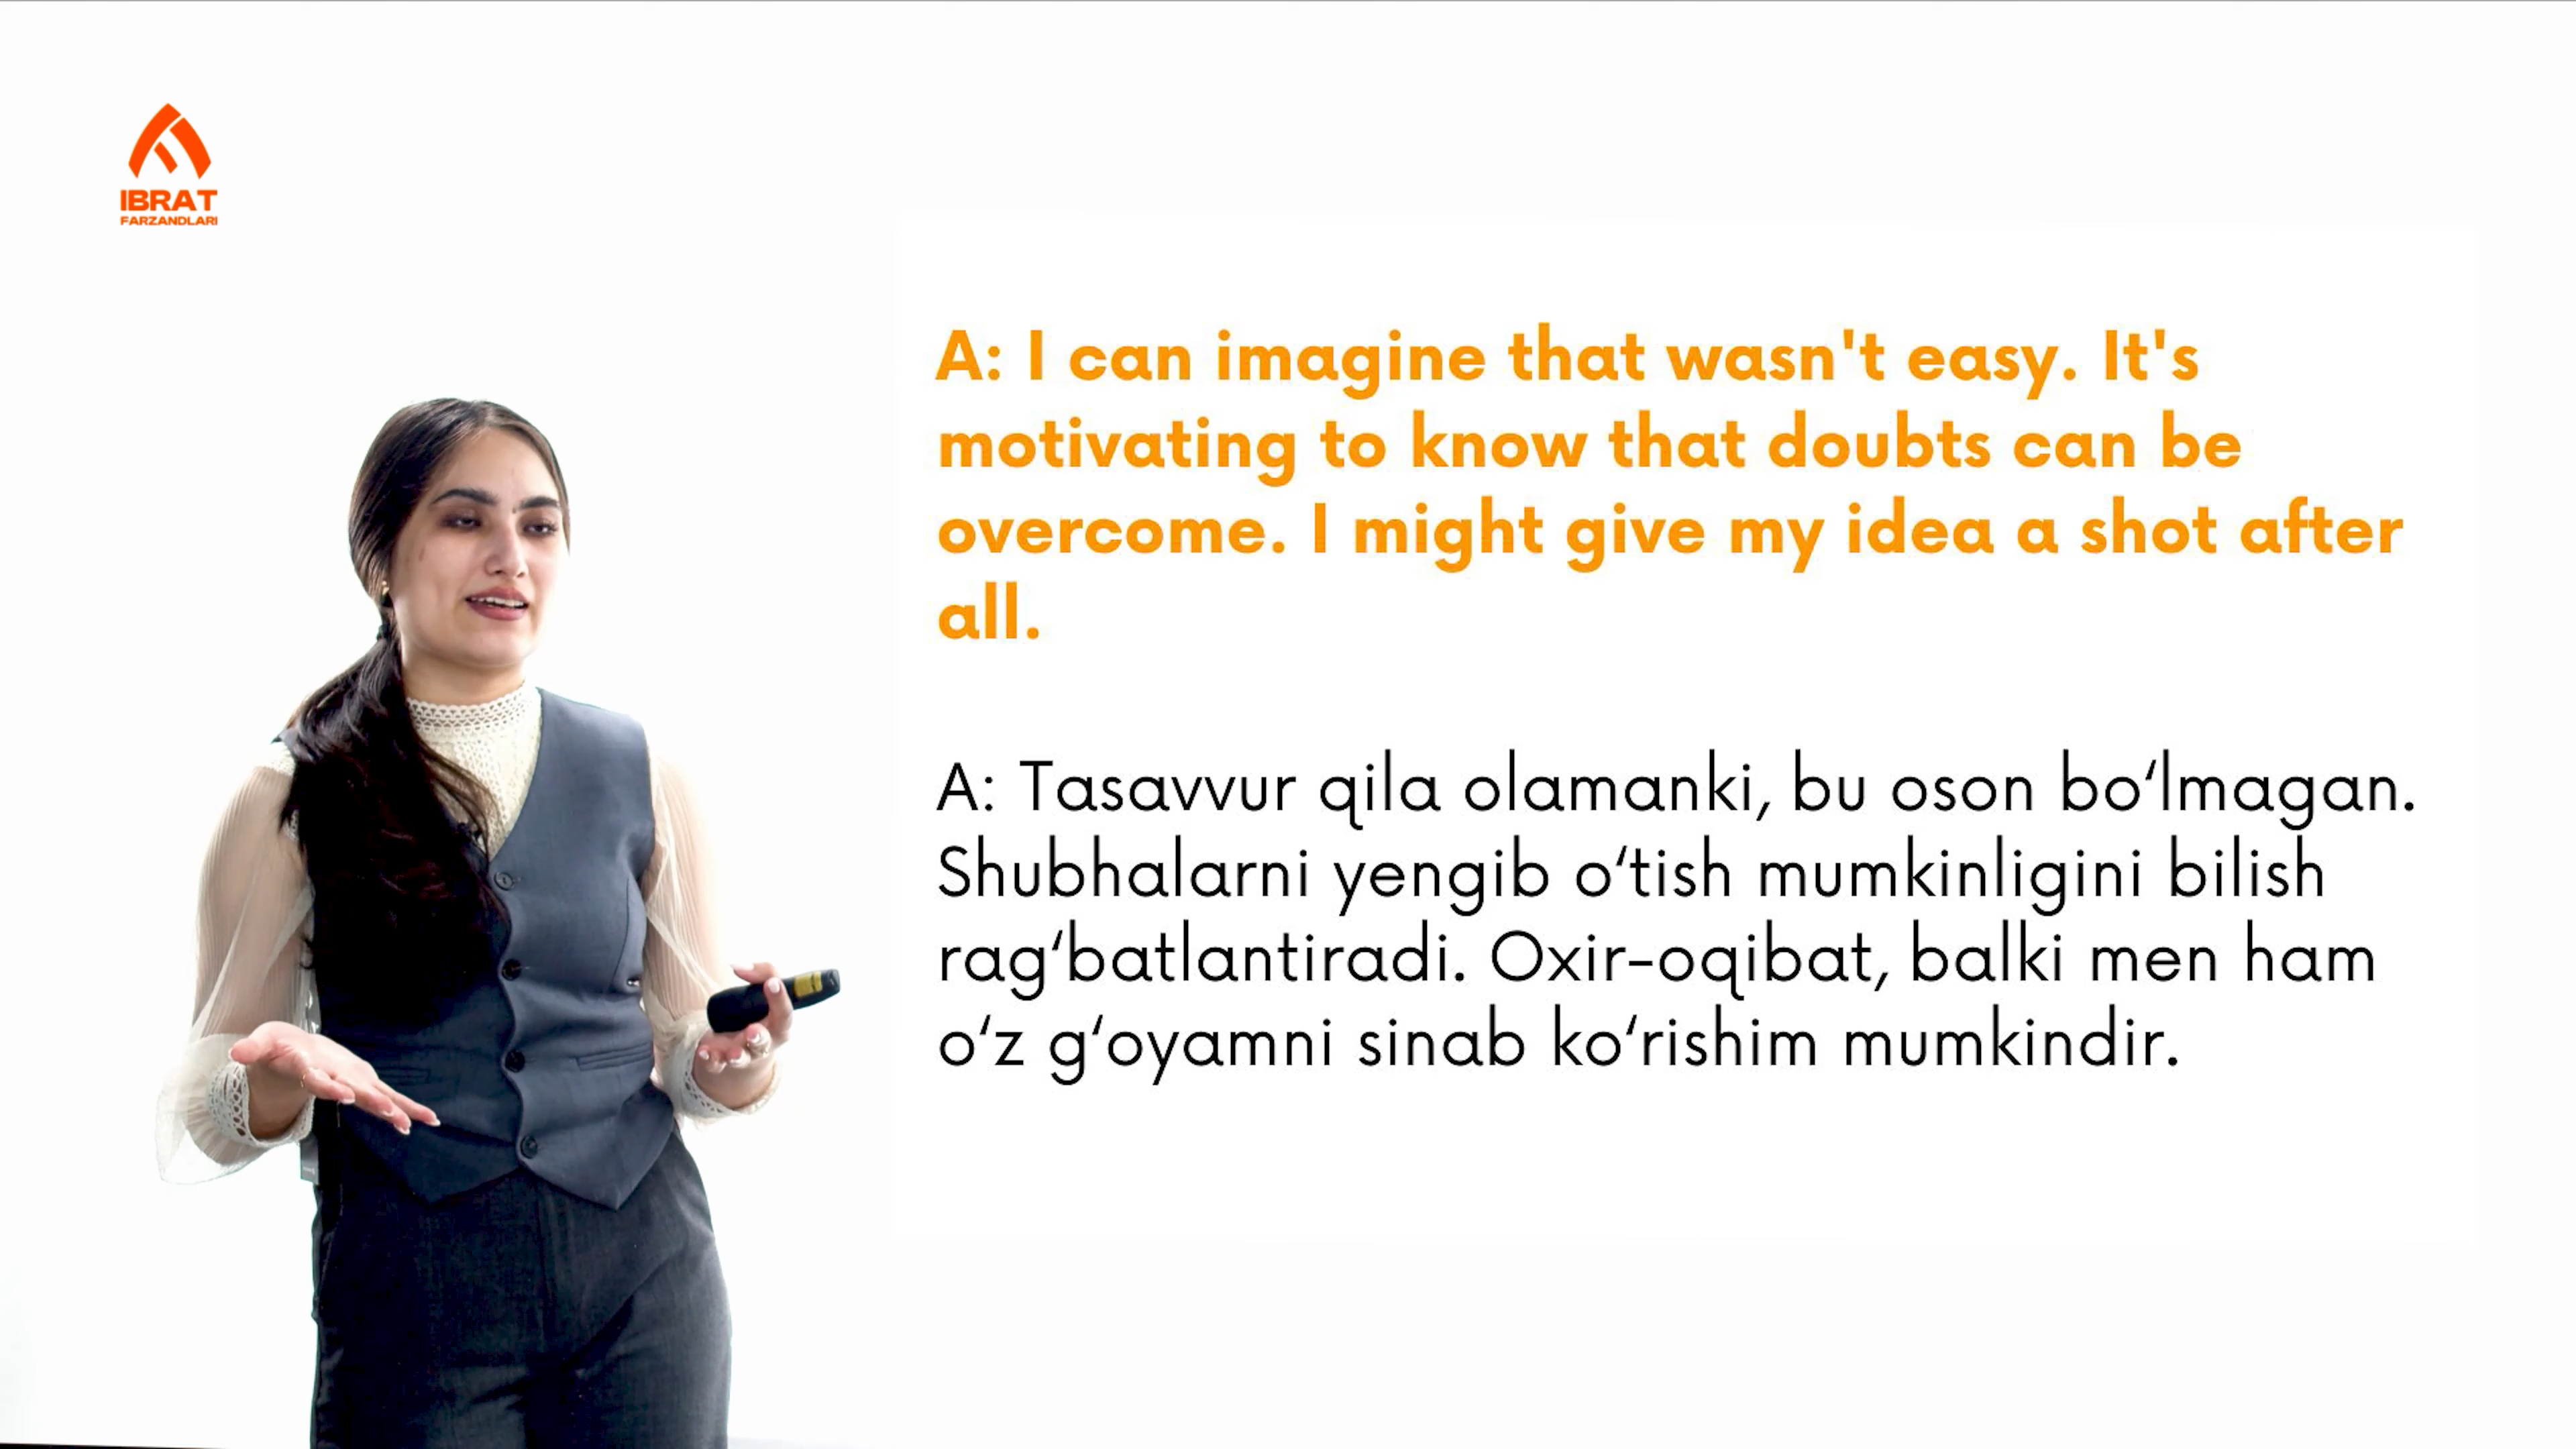 IBRAT
FARZANDLARI
A: I can imagine that wasn't easy. It's
motivating to know that doubts can be
overcome. I might give my idea a shot after
all.
A: Tasavvur qila olamanki, bu oson bo‘lmagan.
Shubhalarni yengib o‘tish mumkinligini bilish
rag‘batlantiradi. Oxir-oqibat, balki men ham
o‘z g‘oyamni sinab ko‘rishim mumkindir.